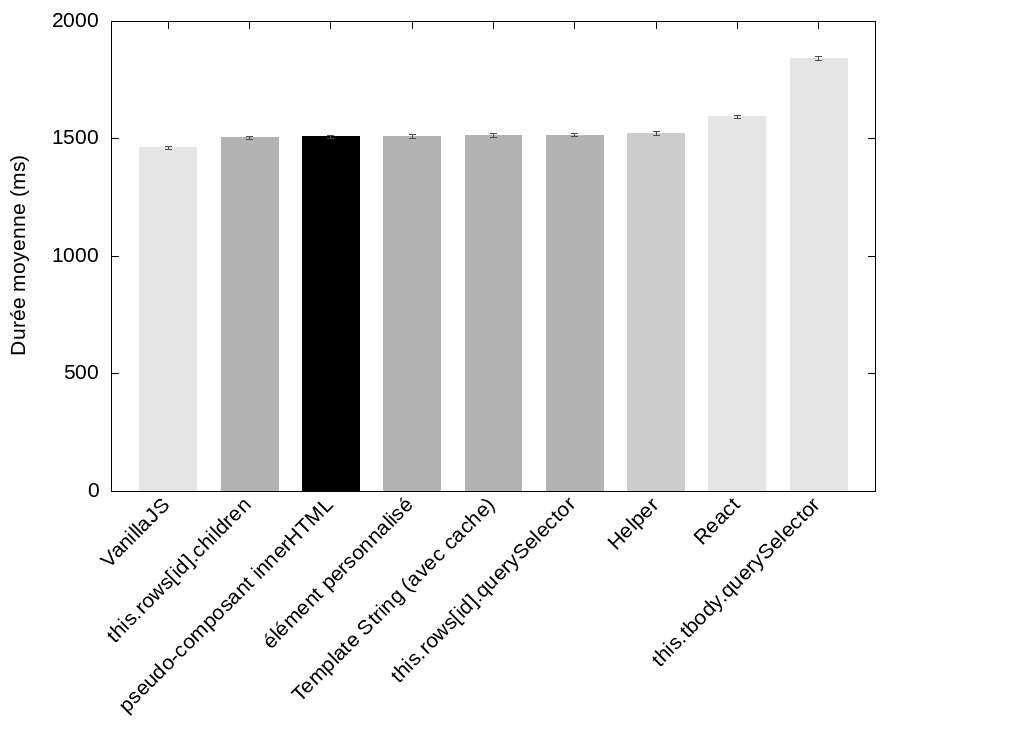 2000
1500
1000
500
0
Durée moyenne (ms)
VanillaJS
this.rows[id].children
pseudo-composant innerHTML
élément personnalisé
Template String (avec cache)
this.rows[id].querySelector
Helper
React
this.tbody.querySelector